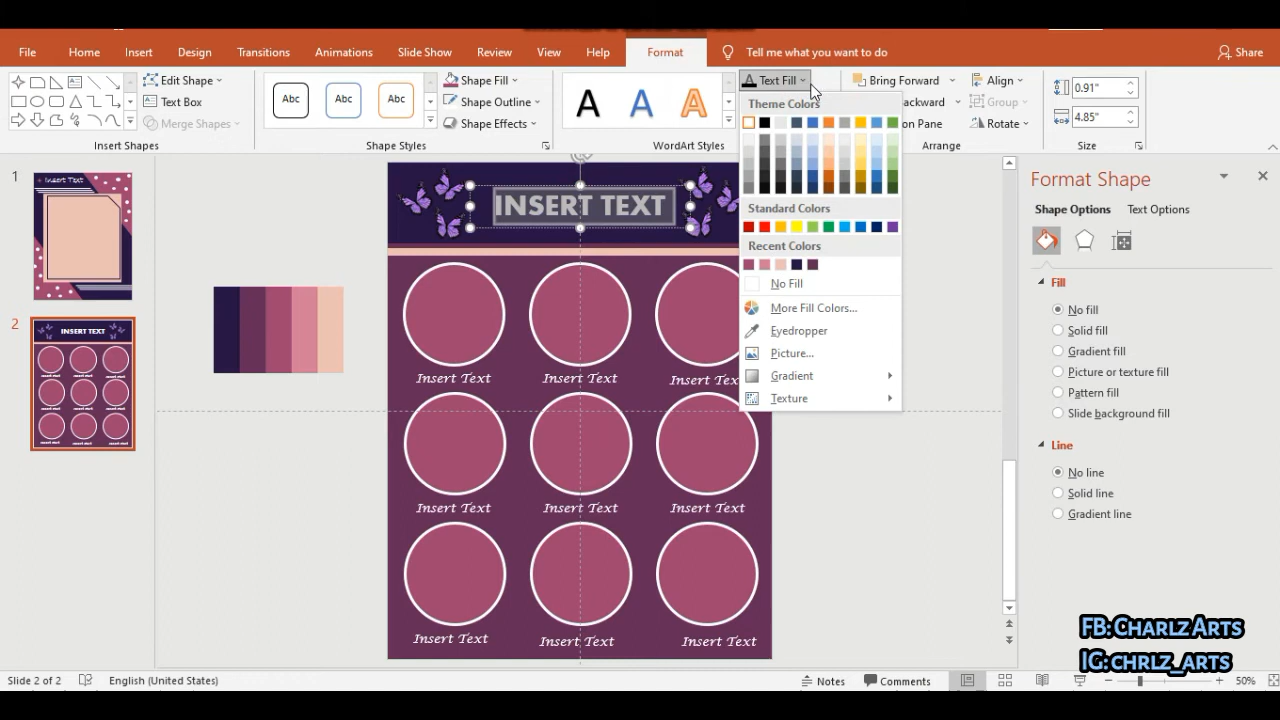 File
Home
Insert
Design
Transitions
Animations
Slide Show
Review
View
Help
Format
Tell me what you want to do
Share
Edit Shape
Text Box
Merge Shapes
Insert Shapes
Abc
Abc
Abc
Shape Fill
Shape Outline
Shape Effects
Shape Styles
A
A
A
WordArt Styles
Text Fill
Bring Forward
ackward
on Pane
Align
Group
Rotate
Arrange
0.91"
4.85"
Size
Theme Colors
Standard Colors
Recent Colors
No Fill
More Fill Colors...
Eyedropper
Picture...
Gradient
Texture
1
Insert Text
2
INSERT TEXT
INSERT TEXT
Insert Text
Insert Text
Insert Text
Insert Text
Insert Text
Insert Text
Insert Text
Insert Text
Insert Text
Format Shape
Shape Options
Text Options
Fill
No fill
Solid fill
Gradient fill
Picture or texture fill
Pattern fill
Slide background fill
Line
No line
Solid line
Gradient line
FB: Charlz Arts
IG: chrlz_arts
Slide 2 of 2
English (United States)
Notes
Comments
50%